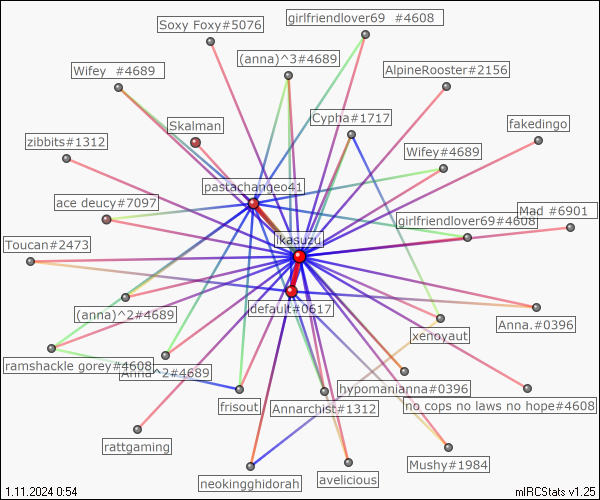 girlfriendlover69  #4608
Soxy Foxy#5076
(anna)^3#4689
Wifey  #4689
AlpineRooster#2156
Cypha#1717
fakedingo
Skalman
zibbits#1312
Wifey#4689
pastachangeo41
ace deucy#7097
Mad #6901
girlfriendlover69#4608
Toucan#2473
ikasuzu
default#0617
(anna)^2#4689
Anna.#0396
xenoyaut
ramshackle gorey#4608
Anna^2#4689
hypomanianna#0396
frisout
Annarchist#1312
no cops no laws no hope#4608
rattgaming
Mushy#1984
neokingghidorah
avelicious
1.11.2024 0:54
mIRCStats v1.25